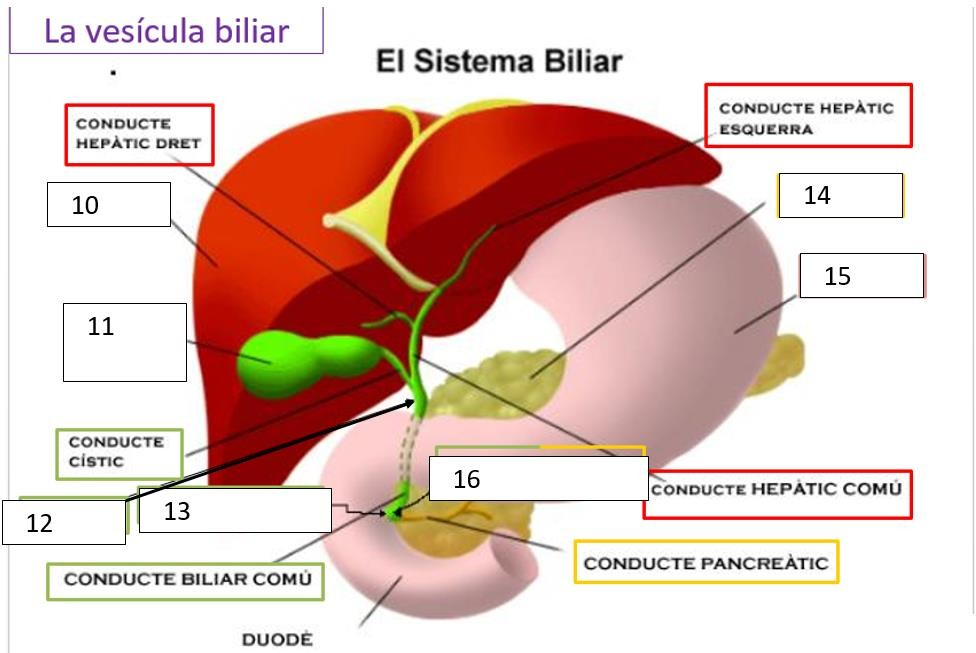 La vesícula biliar
El Sistema Biliar
CONDUCTE
HEPÀTIC DRET
CONDUCTE HEPÀTIC
ESQUERRA
10
14
15
11
CONDUCTE
CÍSTIC
16
CONDUCTE HEPÀTIC COMÚ
12
13
CONDUCTE PANCREÀTIC
CONDUCTE BILIAR COMÚ
DUODÈ